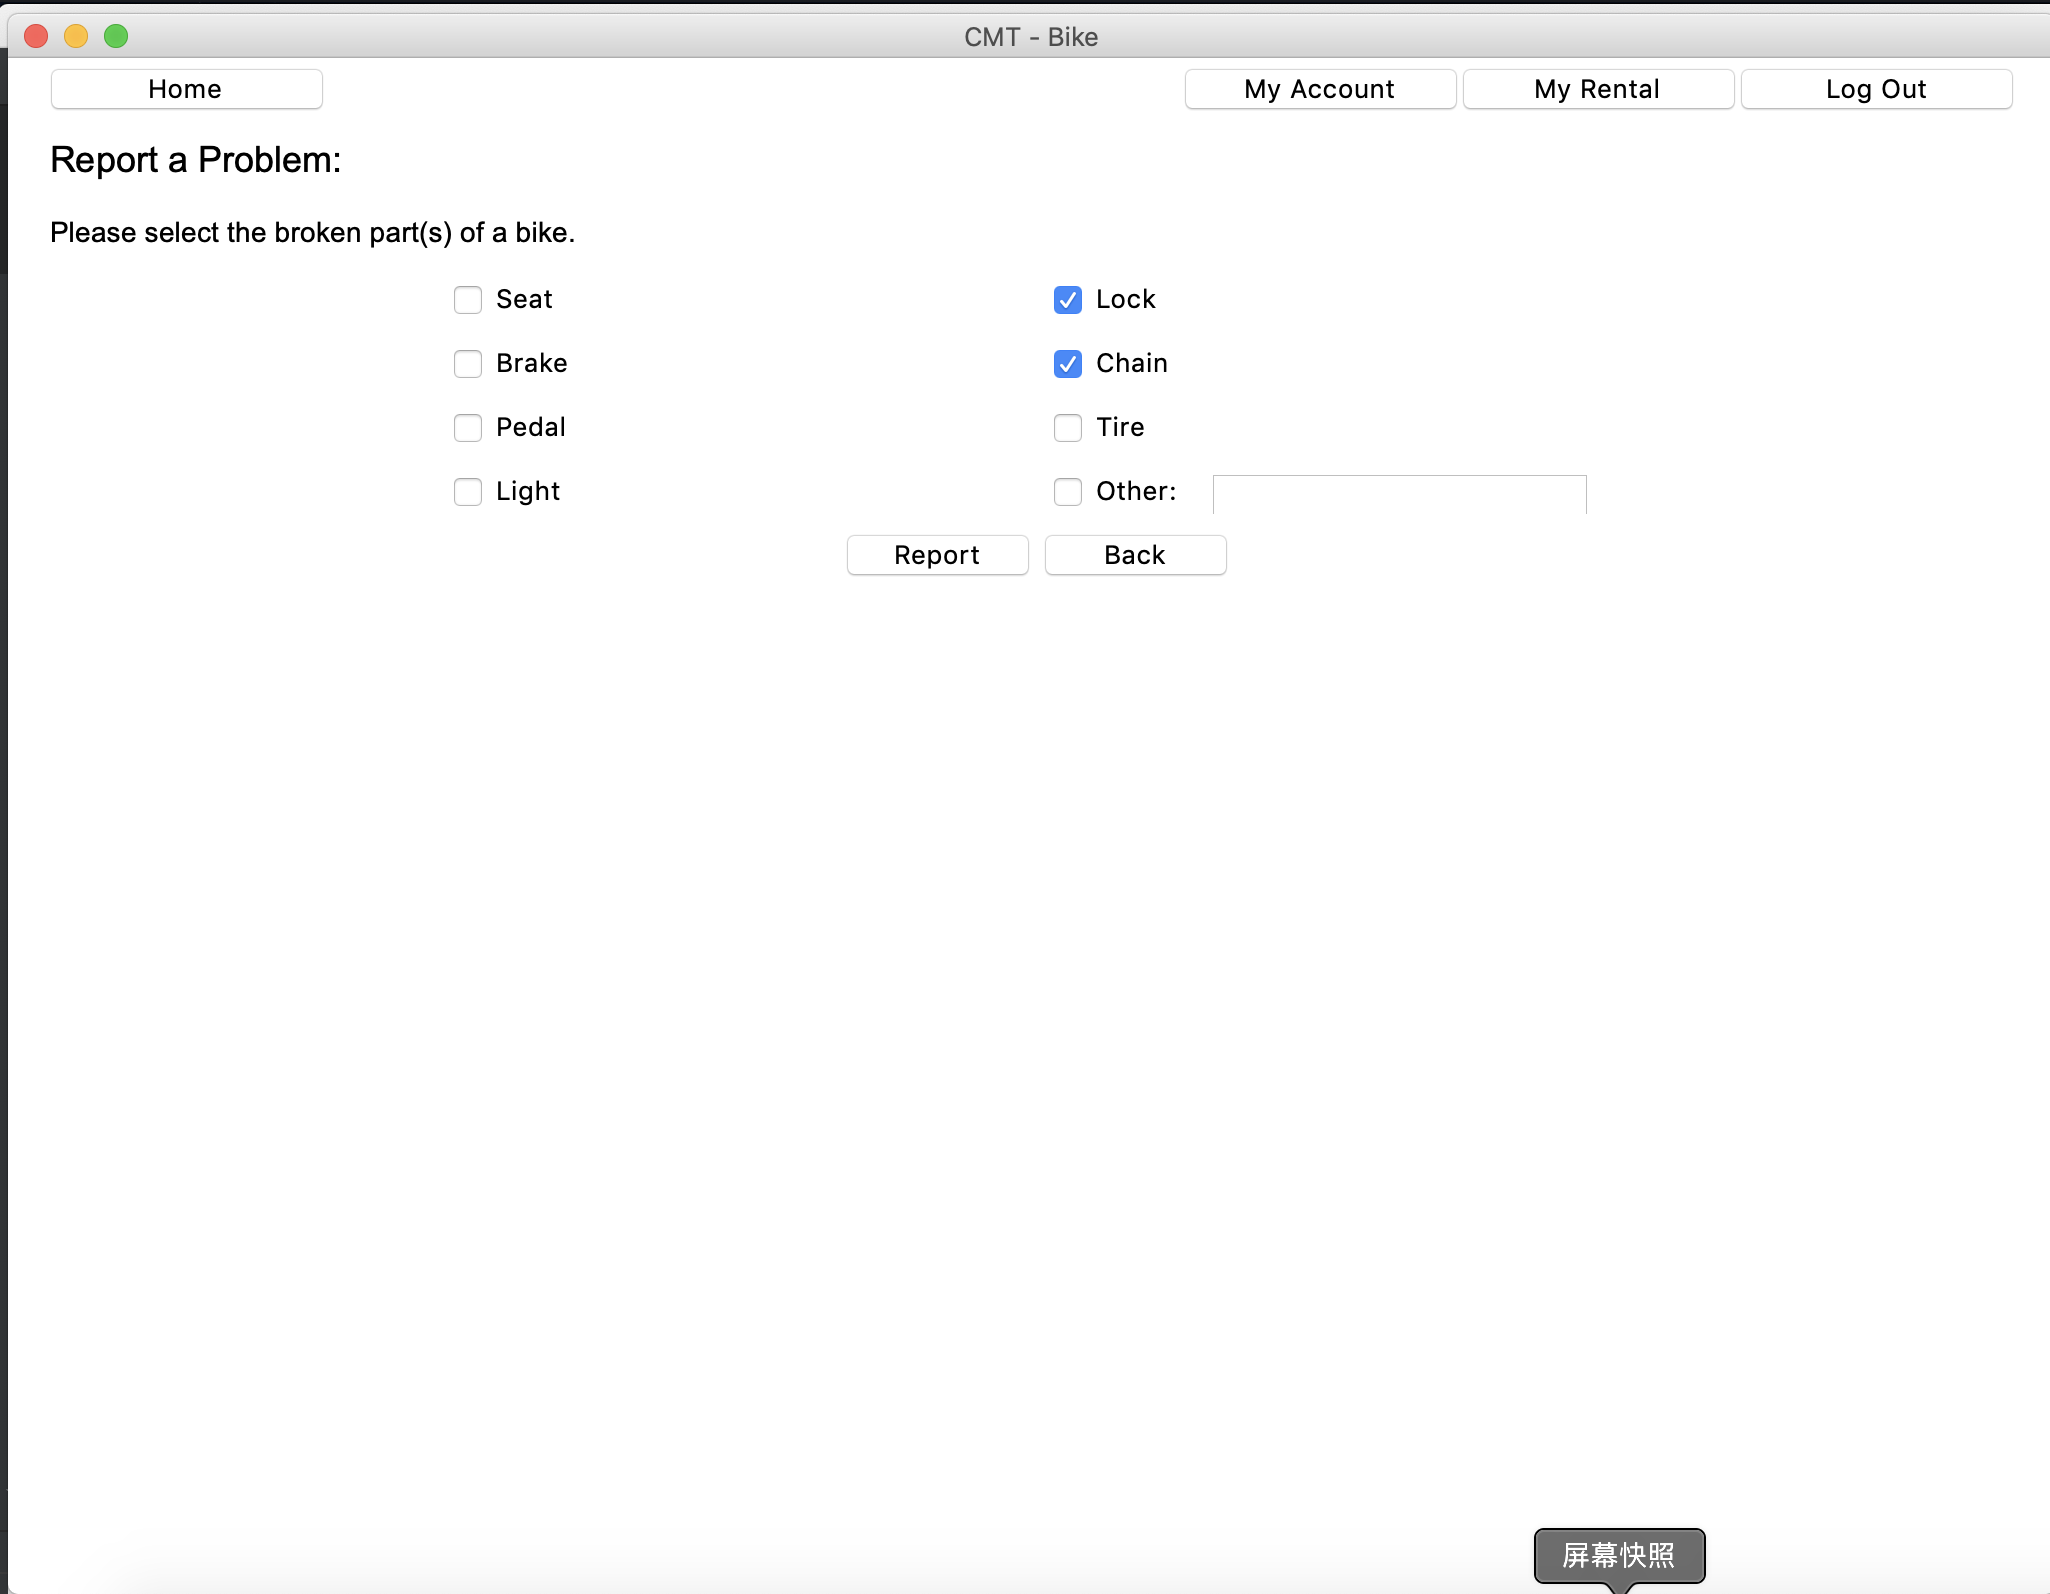 CMT - Bike
Home My Account My Rental Log Out
Report a Problem:
Please select the broken part(s) of a bike.
Seat Lock
Brake Chain
Pedal Tire
Light Other:
Report Back
屏幕快照